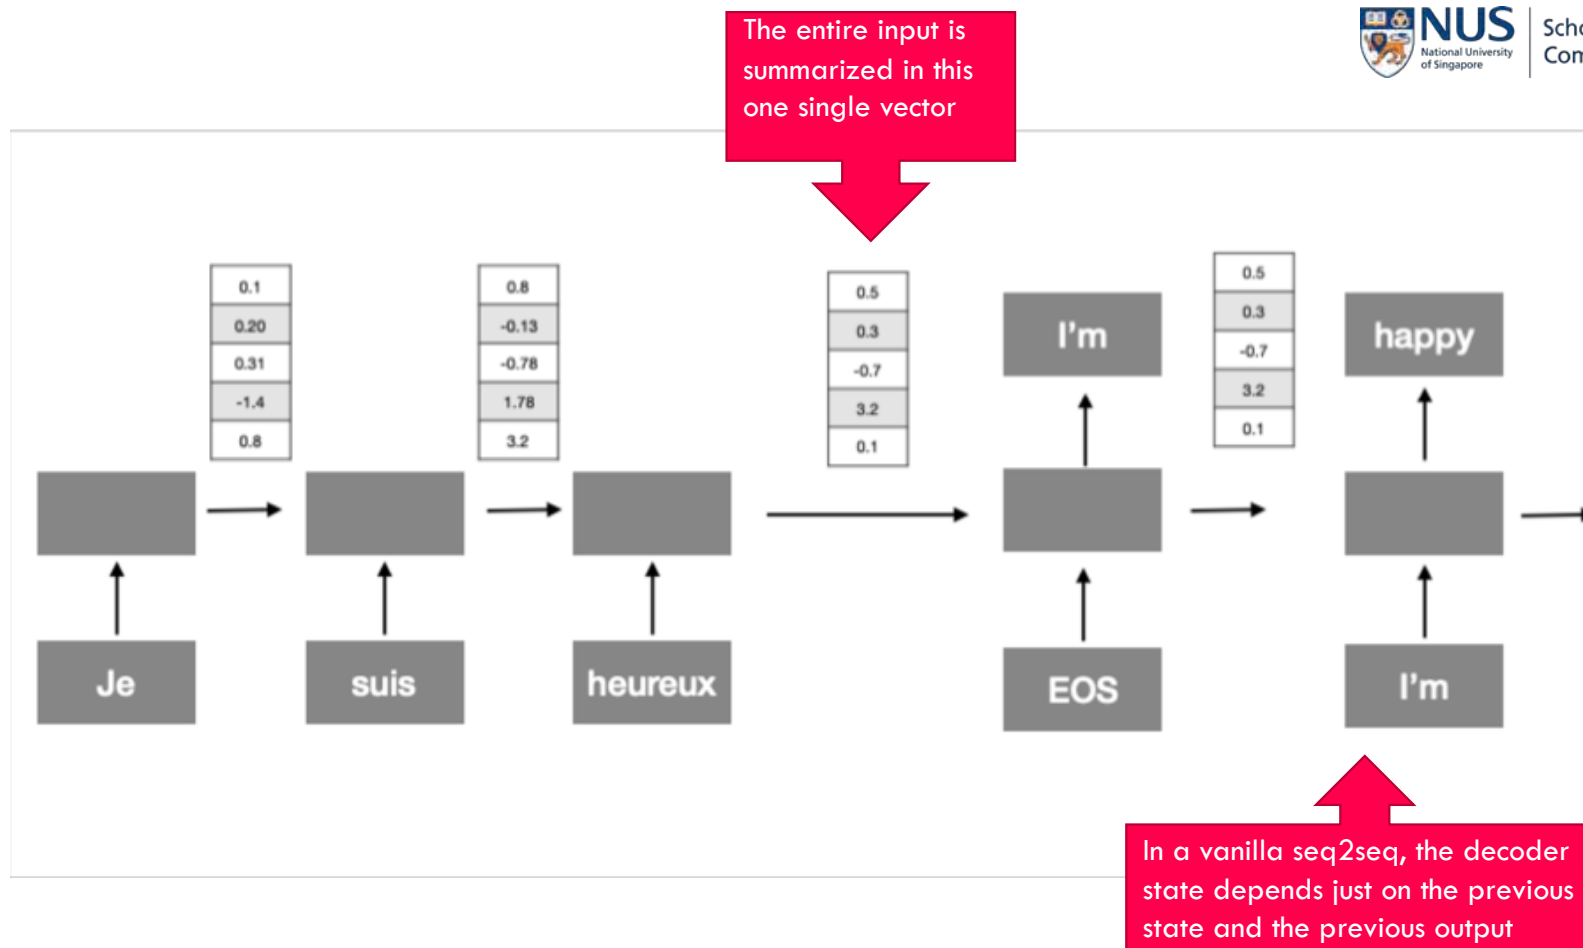 The entire input is
summarized in this
one single vector
NUS
National University
of Singapore
0.1
0.20
0.31
-1.4
0.8
0.8
-0.13
-0.78
1.78
3.2
0.5
0.3
-0.7
3.2
0.1
I'm
0.5
0.3
-0.7
3.2
0.1
happy
Je
suis
heureux
EOS
I'm
In a vanilla seq2seq, the decoder
state depends just on the previous
state and the previous output